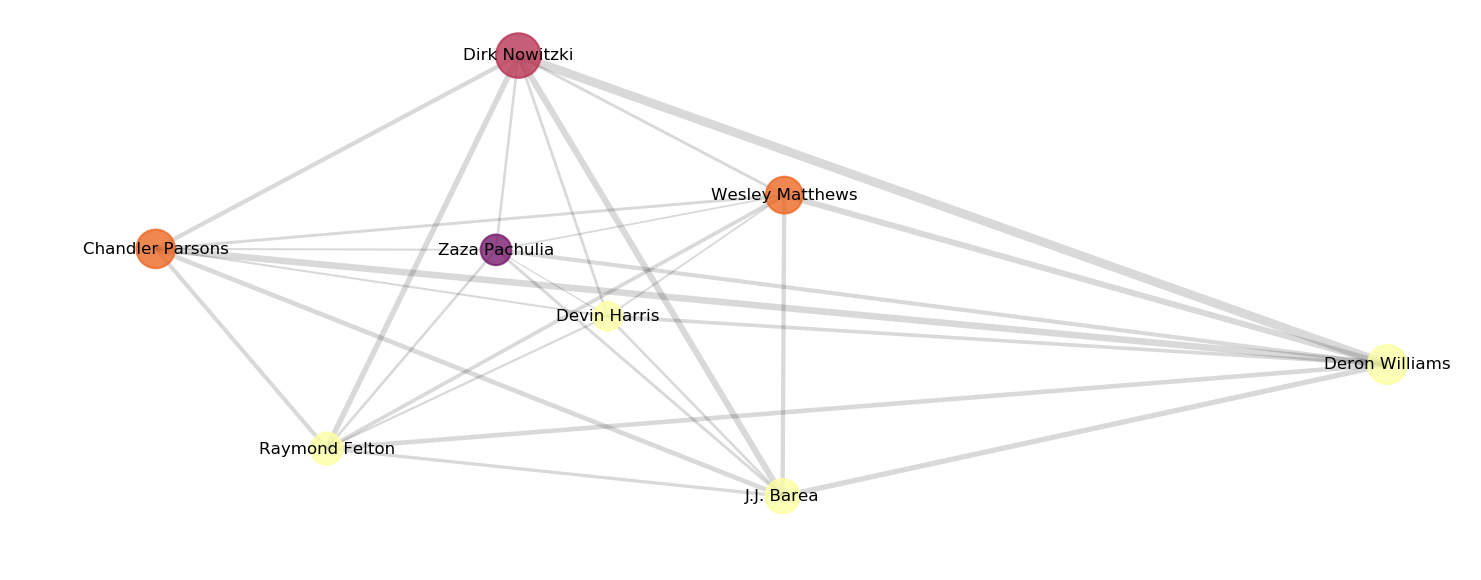 Dirk Nowitzki
Wesley Matthews
Chandler Parsons
Zaza Pachulia
Devin Harris
Deron Williams
Raymond Felton
J.J. Barea